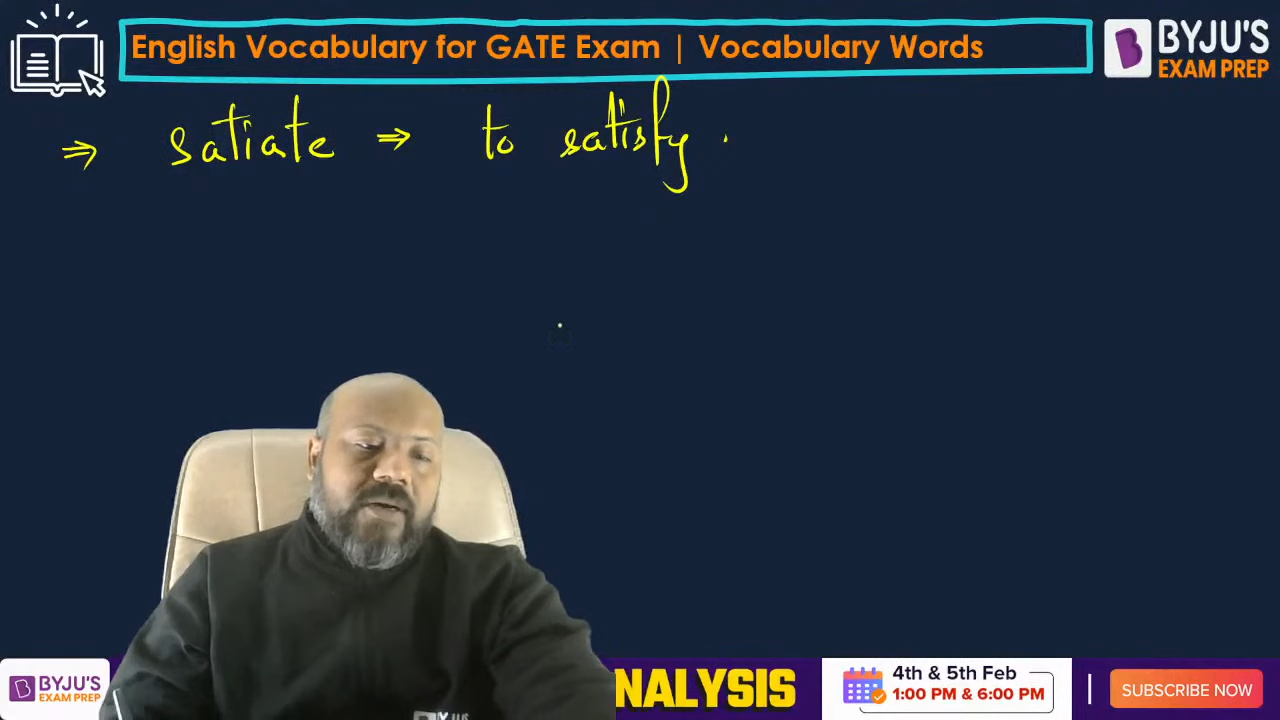 English Vocabulary for GATE Exam | Vocabulary Words
BYJU'S
EXAM PREP
⇒ satiate ⇒ to satisfy .
BYJU'S
EXAM PREP
NALYSIS
4th & 5th Feb
1:00 PM & 6:00 PM
SUBSCRIBE NOW
BYJU'S